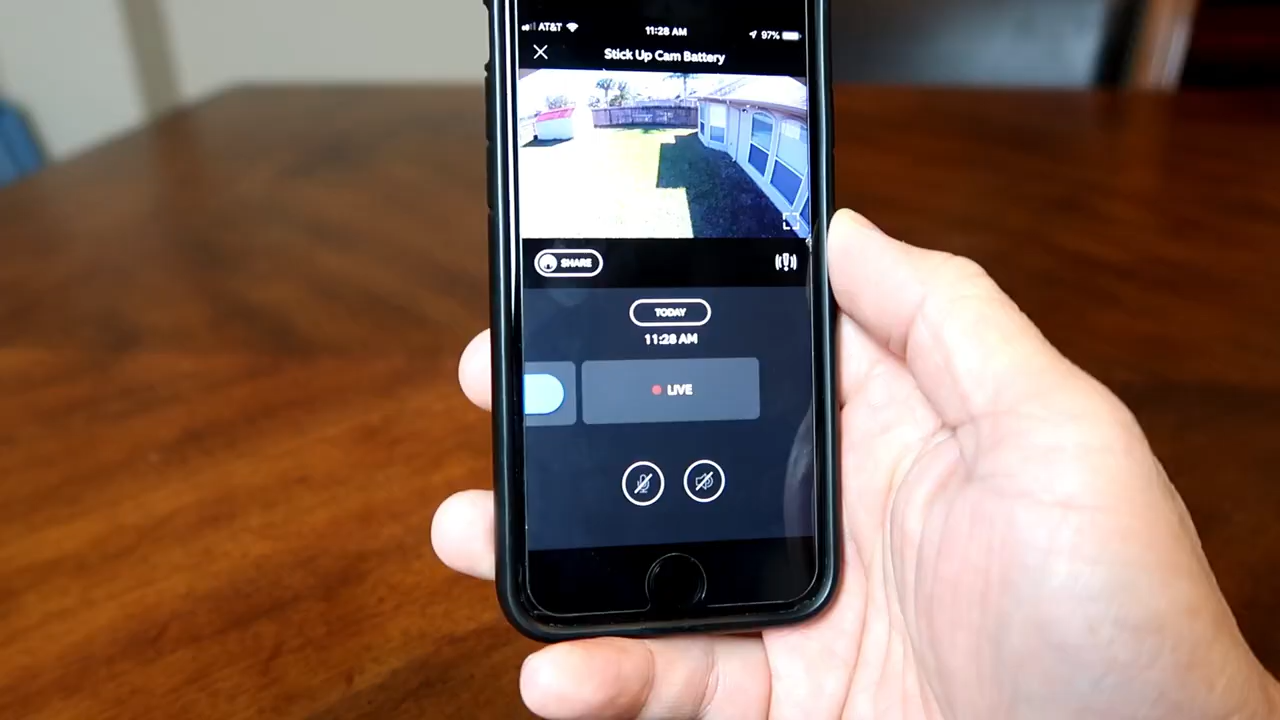 AT&T 11:28 AM 97%
Stick Up Cam Battery
SHARE
TODAY
11:28 AM
LIVE